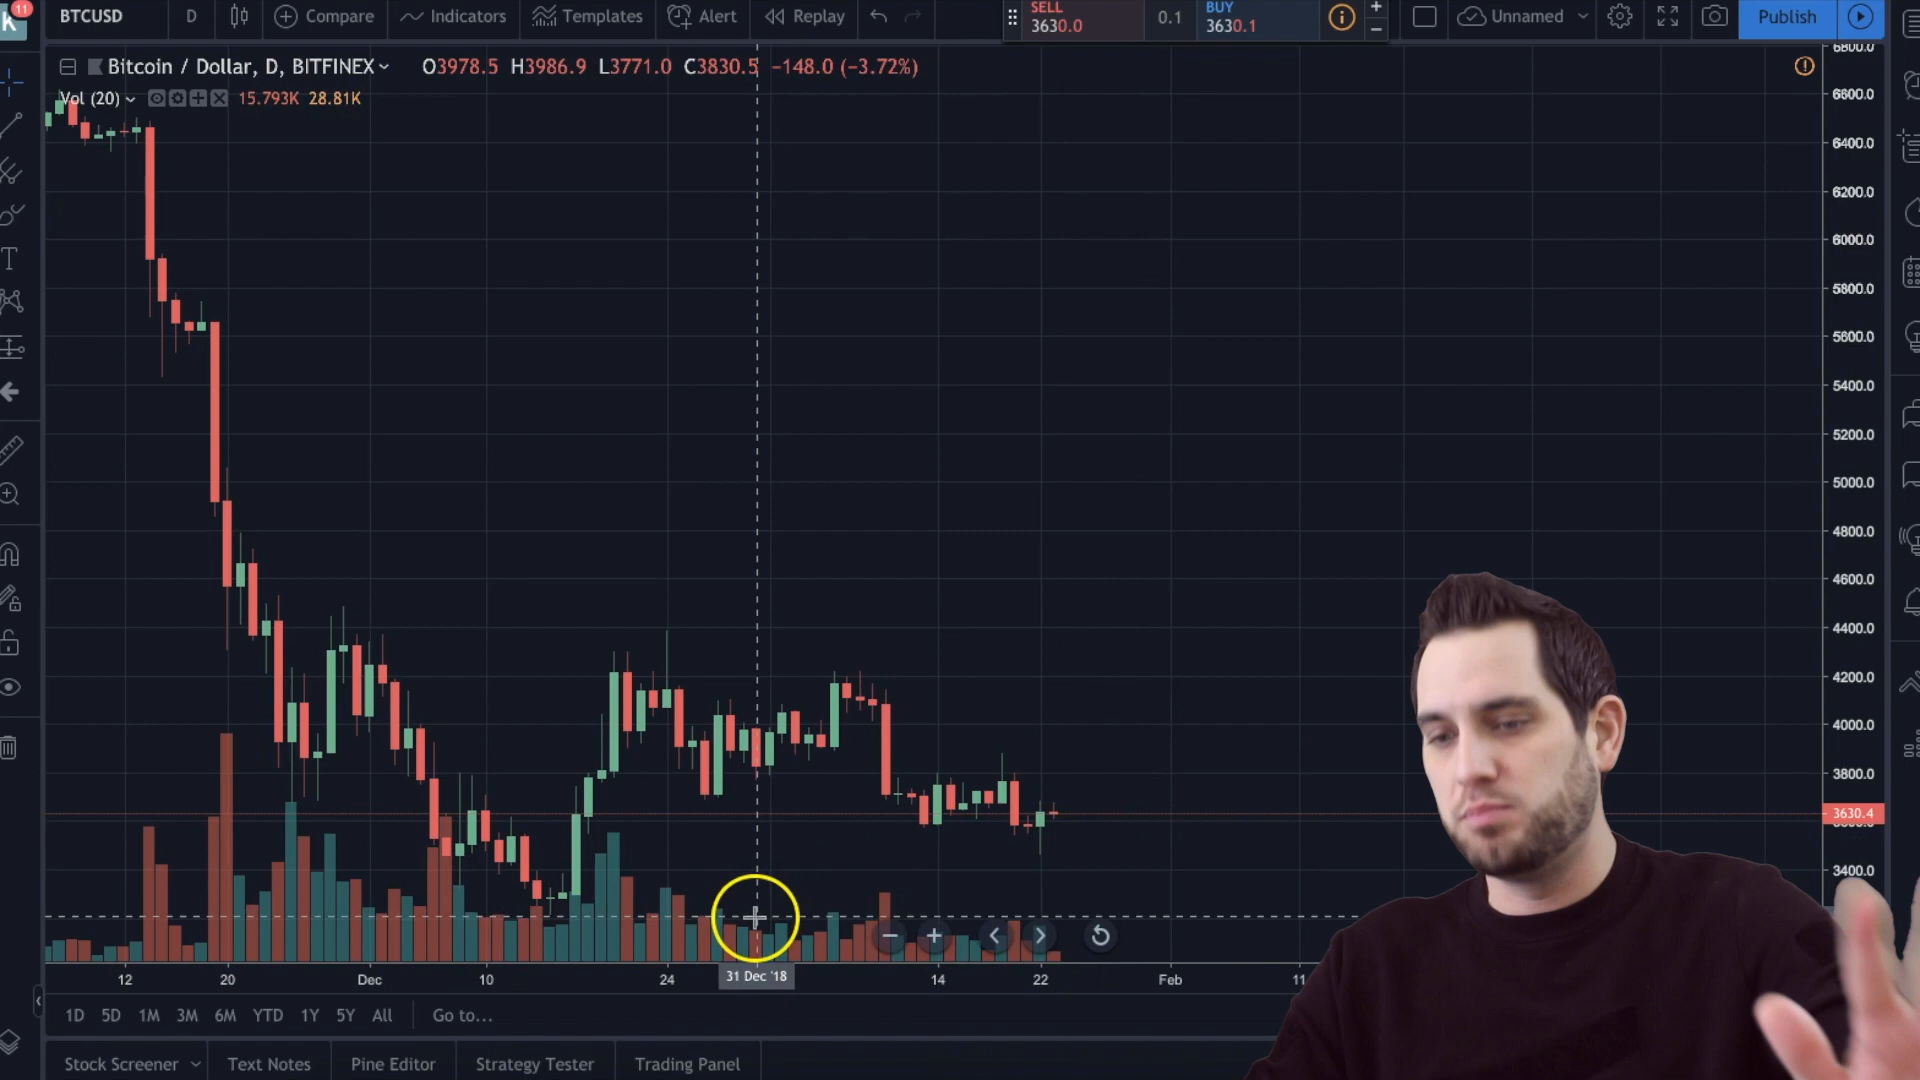 11
K
BTCUSD D Compare Indicators Templates Alert Replay
SELL
3630.0
0.1
BUY
3630.1
Unnamed
Publish
Bitcoin / Dollar, D, BITFINEX O3978.5 H3986.9 L3771.0 C3830.5 −148.0 (−3.72%)
Vol (20) 15.793K 28.81K
6800.0
6600.0
6400.0
6200.0
6000.0
5800.0
5600.0
5400.0
5200.0
5000.0
4800.0
4600.0
4400.0
4200.0
4000.0
3800.0
3630.4
3400.0
12 20 Dec 10 24 31 Dec '18 14 22 Feb 11
1D 5D 1M 3M 6M YTD 1Y 5Y All Go to...
Stock Screener Text Notes Pine Editor Strategy Tester Trading Panel